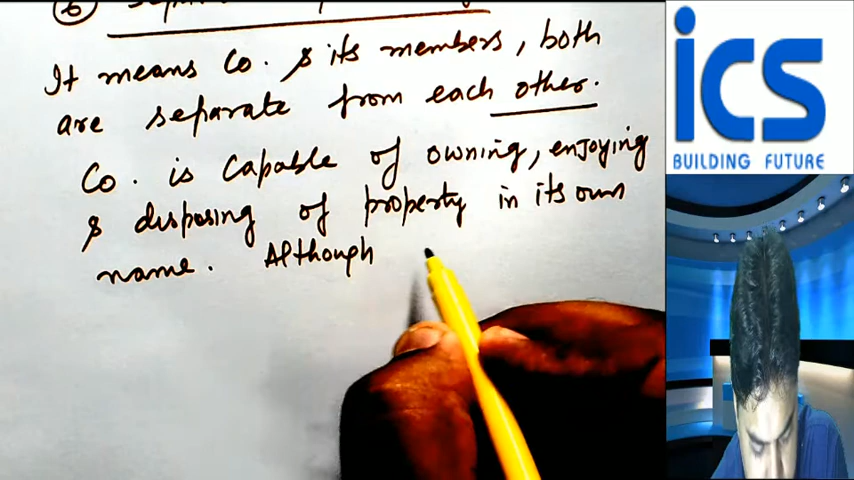 It means Co. & its members, both
are separate from each other.
Co. is capable of owning, enjoying
& disposing of property in its own
name. Although
ics
BUILDING FUTURE